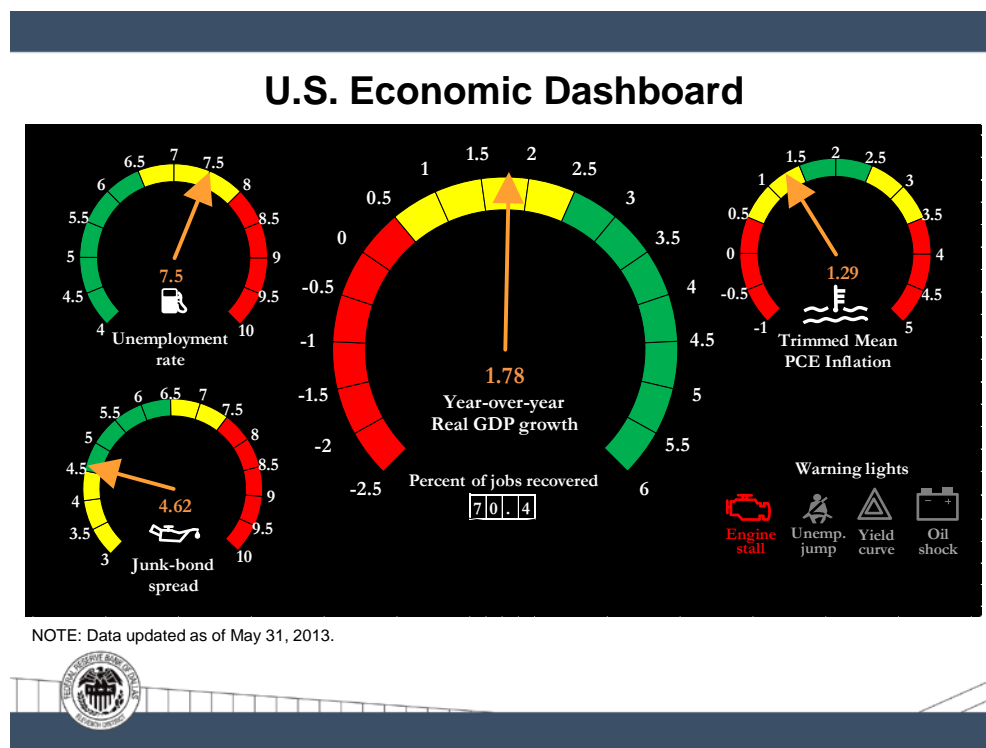 U.S. Economic Dashboard
4
4.5
5
5.5
6
6.5
7
7.5
8
8.5
9
9.5
10
7.5
Unemployment
rate
-2.5
-2
-1.5
-1
-0.5
0
0.5
1
1.5
2
2.5
3
3.5
4
4.5
5
5.5
6
1.78
Year-over-year
Real GDP growth
Percent of jobs recovered
70.4
-1
-0.5
0
0.5
1
1.5
2
2.5
3
3.5
4
4.5
5
1.29
Trimmed Mean
PCE Inflation
3
3.5
4
4.5
5
5.5
6
6.5
7
7.5
8
8.5
9
9.5
10
4.62
Junk-bond
spread
Warning lights
Engine
stall
Unemp.
jump
Yield
curve
Oil
shock
NOTE: Data updated as of May 31, 2013.
FEDERAL RESERVE BANK OF DALLAS
ELEVENTH DISTRICT